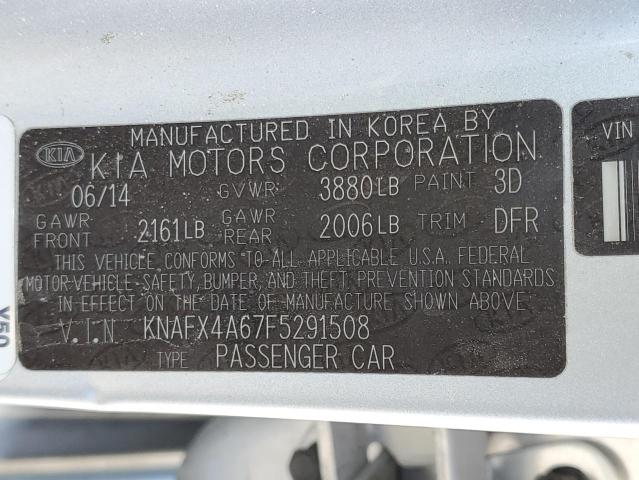 MANUFACTURED IN KOREA BY
KIA KIA MOTORS CORPORATION
06/14 GVWR 3880LB PAINT 3D
GAWR FRONT 2161LB GAWR REAR 2006LB TRIM DFR
THIS VEHICLE CONFORMS TO ALL APPLICABLE U.S.A. FEDERAL
MOTOR VEHICLE SAFETY, BUMPER, AND THEFT PREVENTION STANDARDS
IN EFFECT ON THE DATE OF MANUFACTURE SHOWN ABOVE.
V.I.N KNAFX4A67F5291508
TYPE PASSENGER CAR
VIN
Y50